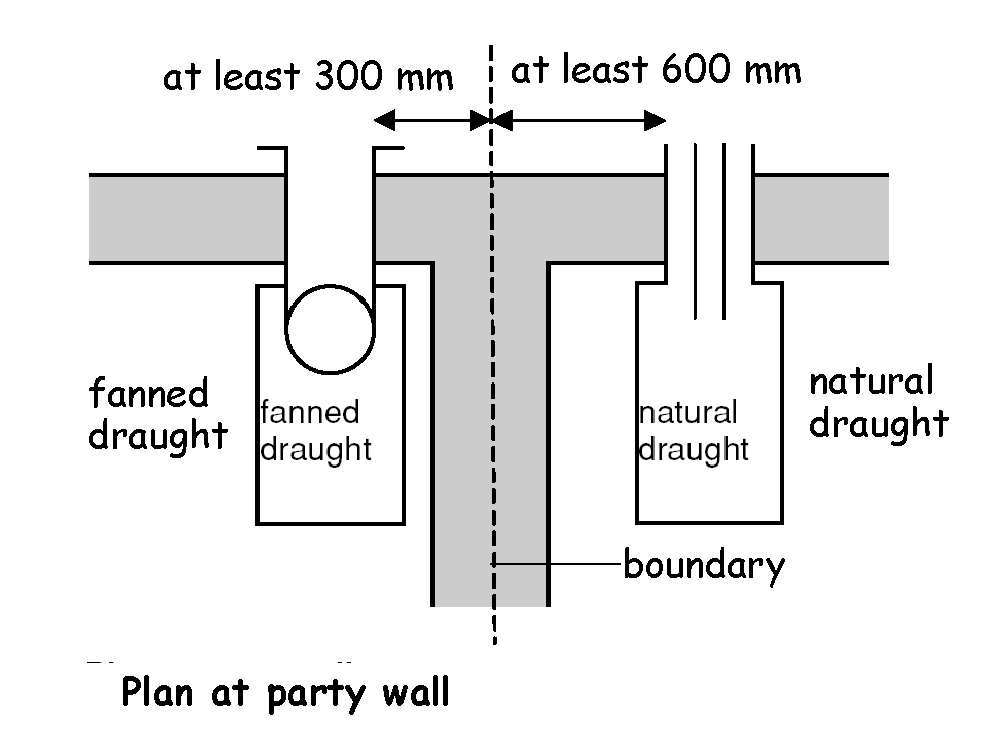 at least 300 mm
at least 600 mm
fanned
draught
fanned
draught
natural
draught
natural
draught
boundary
Plan at party wall